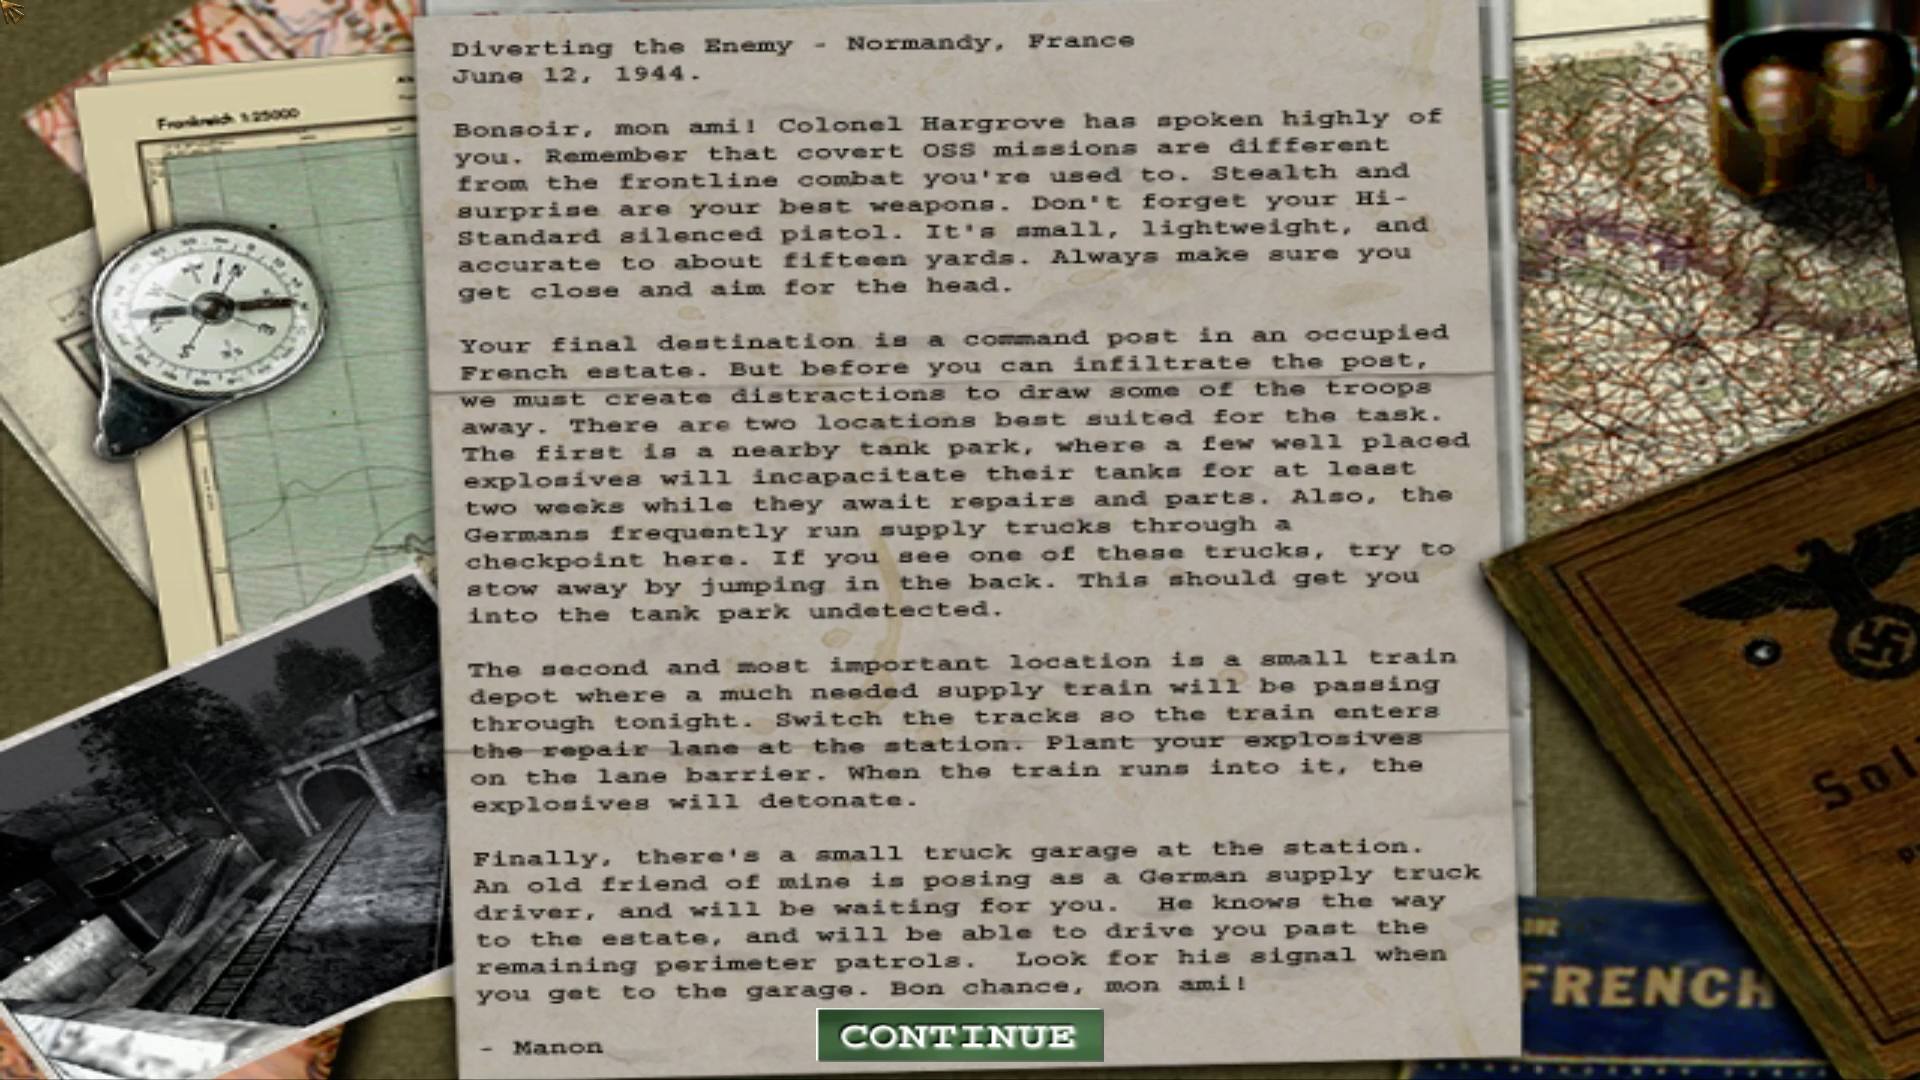 Diverting the Enemy - Normandy, France
June 12, 1944.
Bonsoir, mon ami! Colonel Hargrove has spoken highly of
you. Remember that covert OSS missions are different
from the frontline combat you're used to. Stealth and
surprise are your best weapons. Don't forget your Hi-
Standard silenced pistol. It's small, lightweight, and
accurate to about fifteen yards. Always make sure you
get close and aim for the head.
Your final destination is a command post in an occupied
French estate. But before you can infiltrate the post,
we must create distractions to draw some of the troops
away. There are two locations best suited for the task.
The first is a nearby tank park, where a few well placed
explosives will incapacitate their tanks for at least
two weeks while they await repairs and parts. Also, the
Germans frequently run supply trucks through a
checkpoint here. If you see one of these trucks, try to
stow away by jumping in the back. This should get you
into the tank park undetected.
The second and most important location is a small train
depot where a much needed supply train will be passing
through tonight. Switch the tracks so the train enters
the repair lane at the station. Plant your explosives
on the lane barrier. When the train runs into it, the
explosives will detonate.
Finally, there's a small truck garage at the station.
An old friend of mine is posing as a German supply truck
driver, and will be waiting for you.  He knows the way
to the estate, and will be able to drive you past the
remaining perimeter patrols.  Look for his signal when
you get to the garage. Bon chance, mon ami!
- Manon
CONTINUE
Frankreich 1:25000
N
E
S
W
Sol
FRENCH